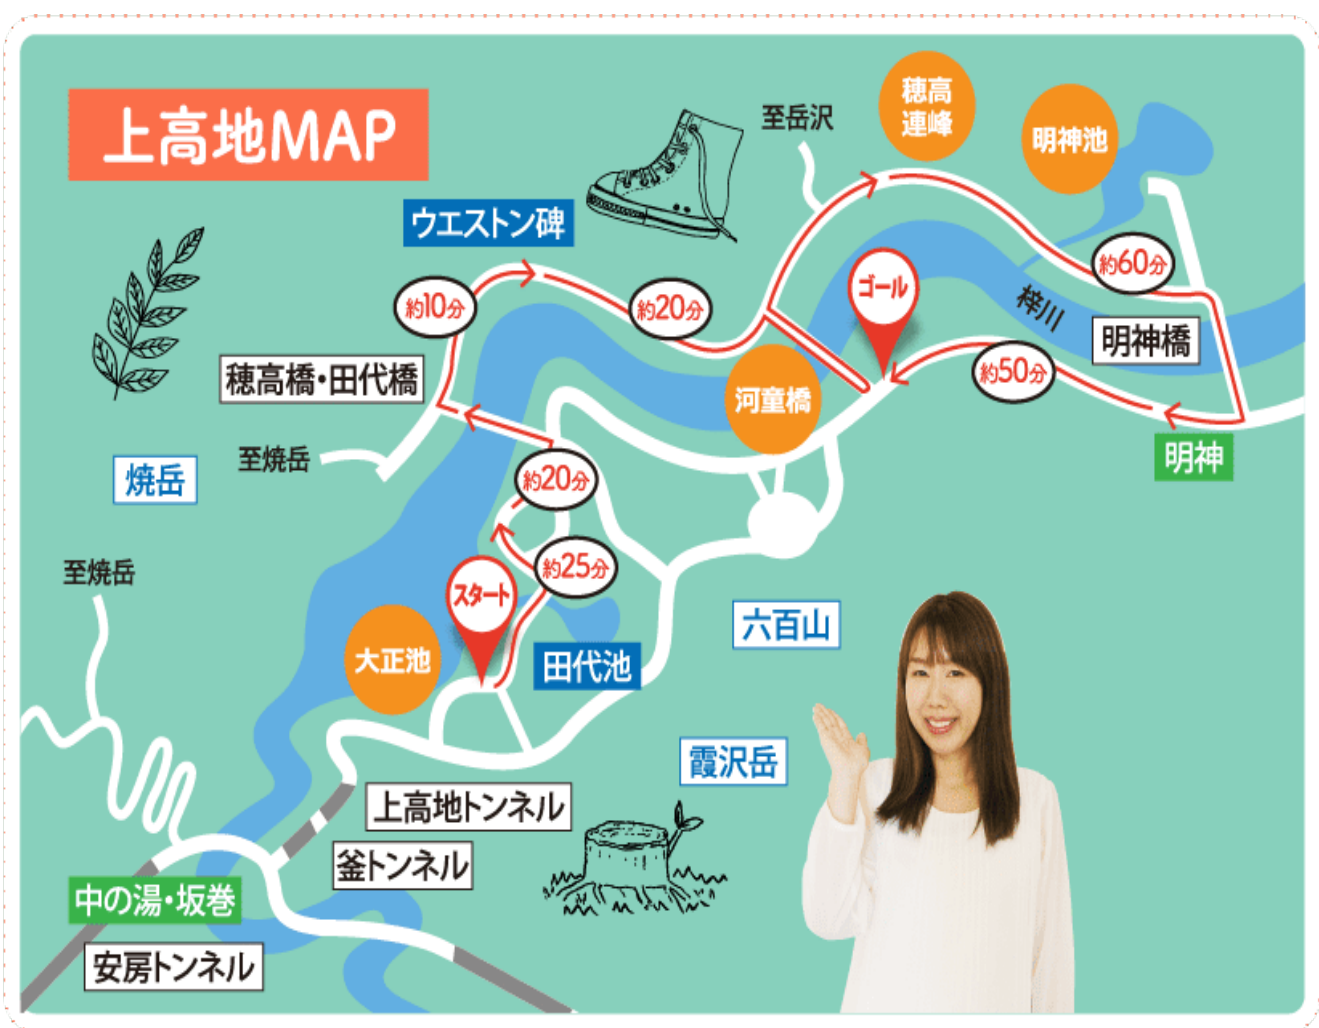 上高地MAP
穂高
連峰
至岳沢
明神池
ウエストン碑
約60分
ゴール
約10分
約20分
梓川
明神橋
穂高橋・田代橋
約50分
河童橋
至焼岳
明神
焼岳
約20分
至焼岳
約25分
スタート
六百山
大正池
田代池
霞沢岳
上高地トンネル
釜トンネル
中の湯・坂巻
安房トンネル